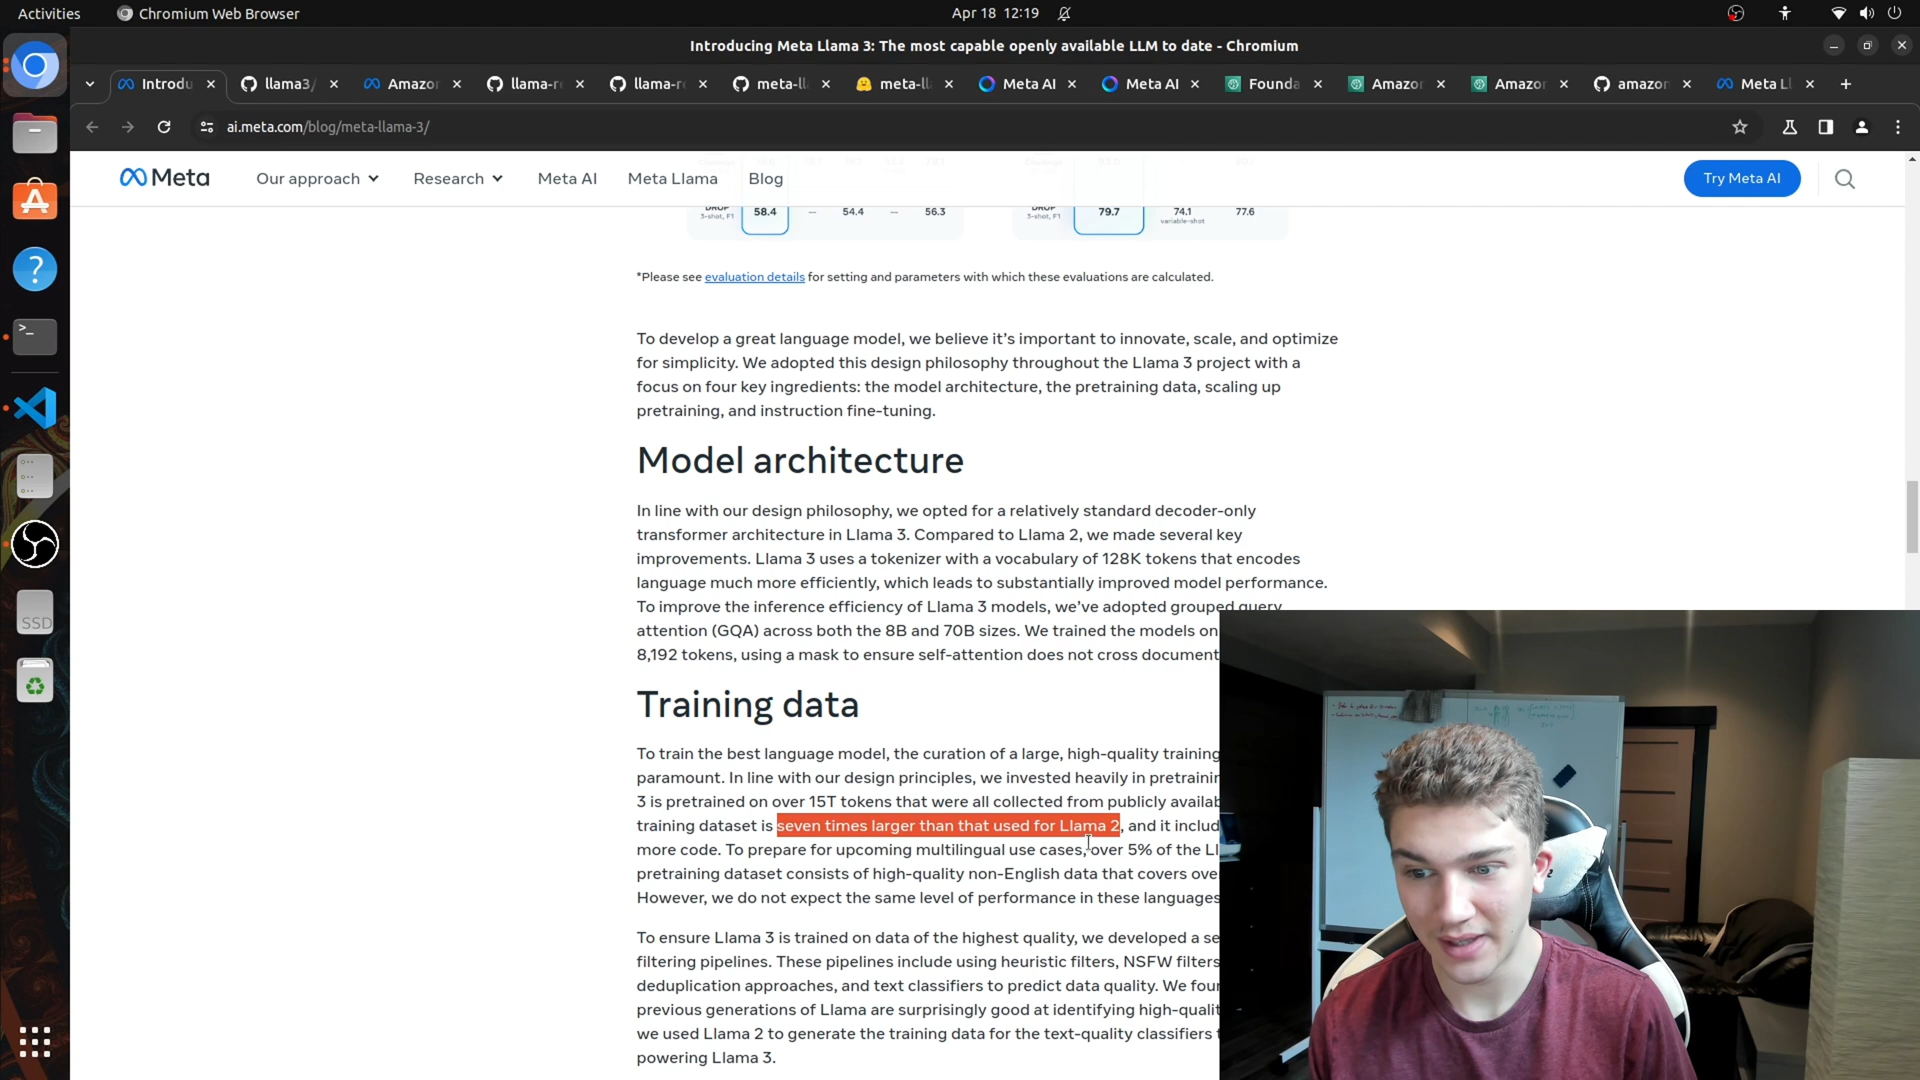 Activities
Chromium Web Browser
Apr 18 12:19
Introducing Meta Llama 3: The most capable openly available LLM to date - Chromium
Introdu
llama3/
Amazon
llama-r
llama-r
meta-ll
meta-ll
Meta AI
Meta AI
Founda
Amazon
Amazon
amazon
Meta Ll
ai.meta.com/blog/meta-llama-3/
Meta
Our approach
Research
Meta AI
Meta Llama
Blog
Try Meta AI
DROP
3-shot, F1
58.4 -- 54.4 -- 56.3
DROP
3-shot, F1
79.7 74.1 77.6
variable-shot
*Please see evaluation details for setting and parameters with which these evaluations are calculated.
To develop a great language model, we believe it’s important to innovate, scale, and optimize
for simplicity. We adopted this design philosophy throughout the Llama 3 project with a
focus on four key ingredients: the model architecture, the pretraining data, scaling up
pretraining, and instruction fine-tuning.
Model architecture
In line with our design philosophy, we opted for a relatively standard decoder-only
transformer architecture in Llama 3. Compared to Llama 2, we made several key
improvements. Llama 3 uses a tokenizer with a vocabulary of 128K tokens that encodes
language much more efficiently, which leads to substantially improved model performance.
To improve the inference efficiency of Llama 3 models, we’ve adopted grouped query
attention (GQA) across both the 8B and 70B sizes. We trained the models on
8,192 tokens, using a mask to ensure self-attention does not cross document
Training data
To train the best language model, the curation of a large, high-quality training
paramount. In line with our design principles, we invested heavily in pretrainin
3 is pretrained on over 15T tokens that were all collected from publicly availab
training dataset is seven times larger than that used for Llama 2, and it includ
more code. To prepare for upcoming multilingual use cases, over 5% of the Ll
pretraining dataset consists of high-quality non-English data that covers over
However, we do not expect the same level of performance in these languages
To ensure Llama 3 is trained on data of the highest quality, we developed a se
filtering pipelines. These pipelines include using heuristic filters, NSFW filters
deduplication approaches, and text classifiers to predict data quality. We foun
previous generations of Llama are surprisingly good at identifying high-qualit
we used Llama 2 to generate the training data for the text-quality classifiers t
powering Llama 3.
SSD